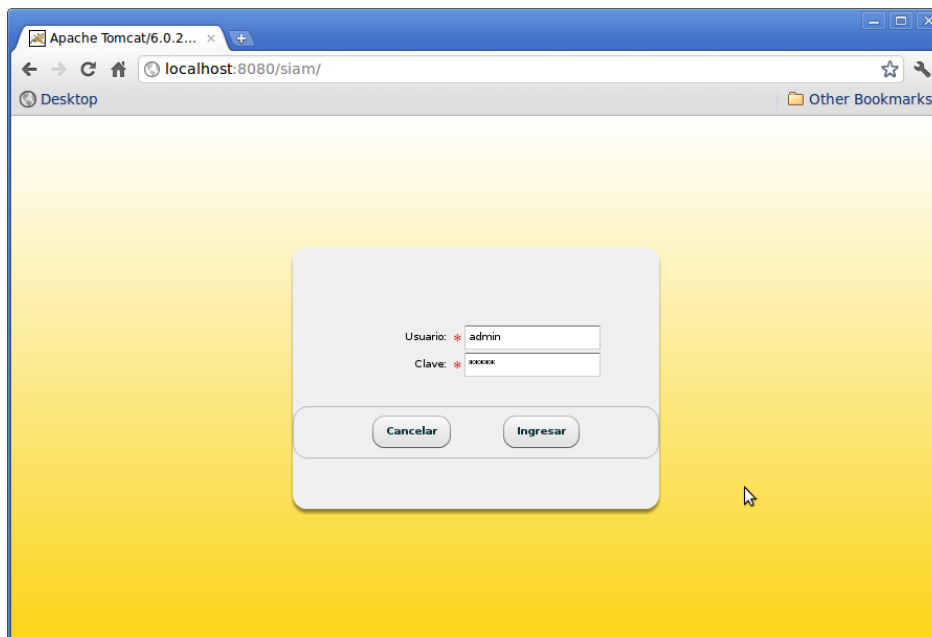 Apache Tomcat/6.0.2...
localhost:8080/siam/
Desktop
Other Bookmarks
Usuario: * admin
Clave: * *****
Cancelar
Ingresar